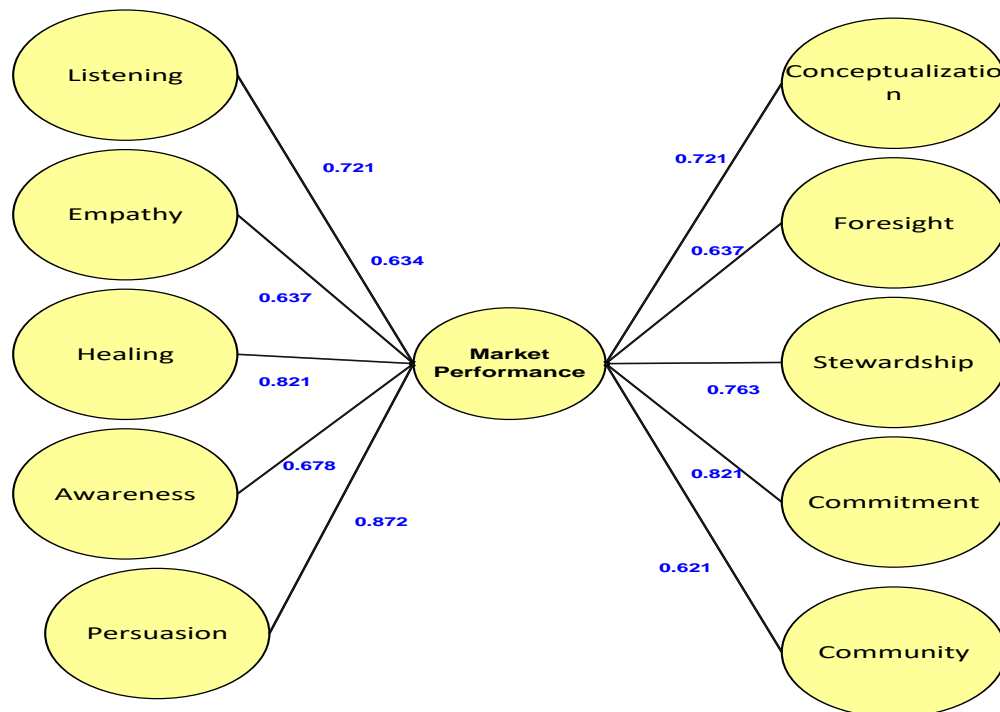 Listening
Empathy
Healing
Awareness
Persuasion
0.721
0.634
0.637
0.821
0.678
0.872
Market
Performance
0.721
0.637
0.763
0.821
0.621
Conceptualizatio
n
Foresight
Stewardship
Commitment
Community